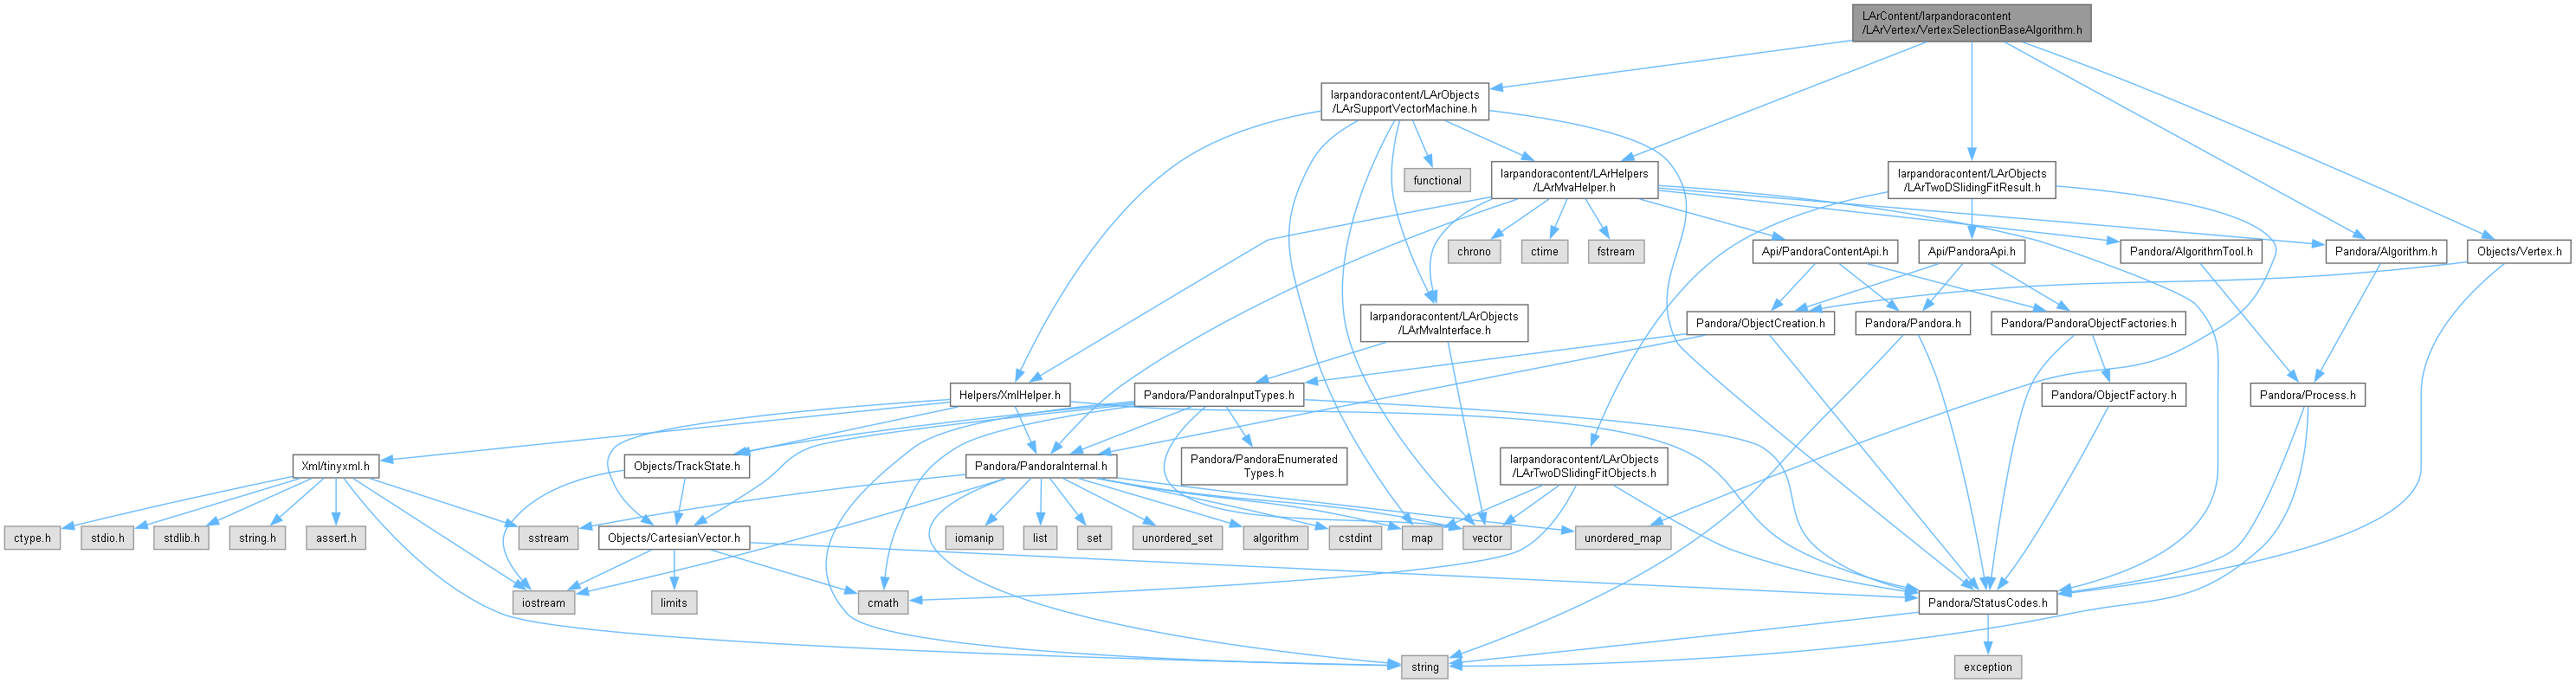 LArContent/larpandoracontent
/LArVertex/VertexSelectionBaseAlgorithm.h
larpandoracontent/LArObjects
/LArSupportVectorMachine.h
functional
larpandoracontent/LArHelpers
/LArMvaHelper.h
larpandoracontent/LArObjects
/LArTwoDSlidingFitResult.h
chrono
ctime
fstream
Api/PandoraContentApi.h
Api/PandoraApi.h
Pandora/AlgorithmTool.h
Pandora/Algorithm.h
Objects/Vertex.h
larpandoracontent/LArObjects
/LArMvaInterface.h
Pandora/ObjectCreation.h
Pandora/Pandora.h
Pandora/PandoraObjectFactories.h
Helpers/XmlHelper.h
Pandora/PandoraInputTypes.h
Pandora/ObjectFactory.h
Pandora/Process.h
Xml/tinyxml.h
Objects/TrackState.h
Pandora/PandoraInternal.h
Pandora/PandoraEnumerated
Types.h
larpandoracontent/LArObjects
/LArTwoDSlidingFitObjects.h
ctype.h
stdio.h
stdlib.h
string.h
assert.h
sstream
Objects/CartesianVector.h
iomanip
list
set
unordered_set
algorithm
cstdint
map
vector
unordered_map
iostream
limits
cmath
Pandora/StatusCodes.h
string
exception